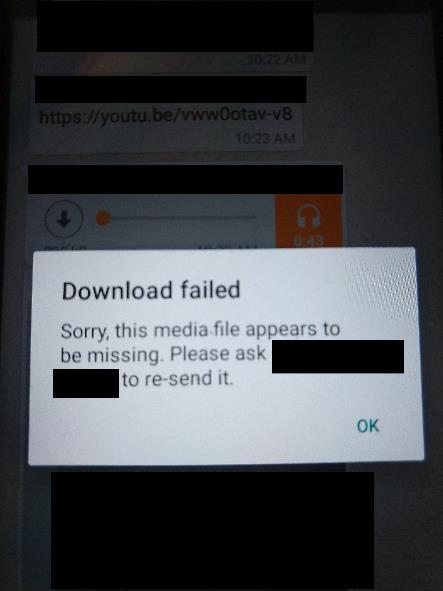 10:22 AM
https://youtu.be/vww0otav-v8
10:23 AM
0:43
Download failed
Sorry, this media file appears to
be missing. Please ask
to re-send it.
OK